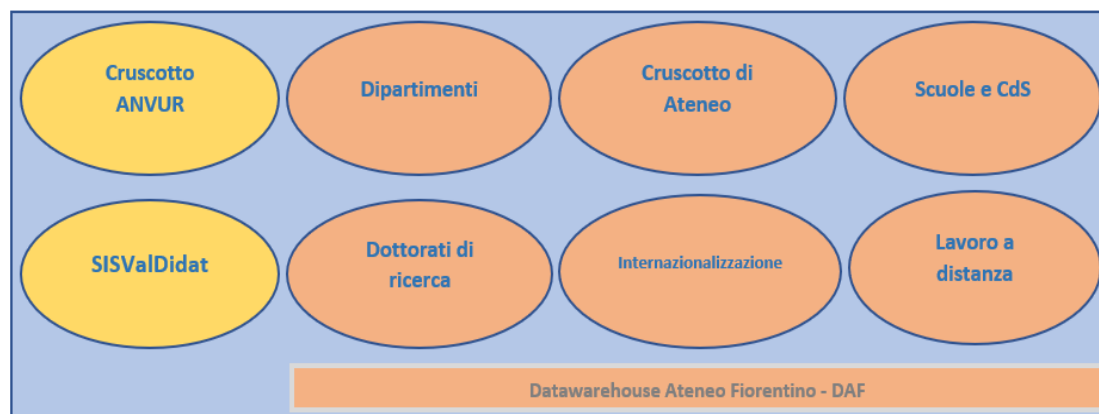 Cruscotto
ANVUR
Dipartimenti
Cruscotto di
Ateneo
Scuole e CdS
SISValDidat
Dottorati di
ricerca
Internazionalizzazione
Lavoro a
distanza
Datawarehouse Ateneo Fiorentino - DAF